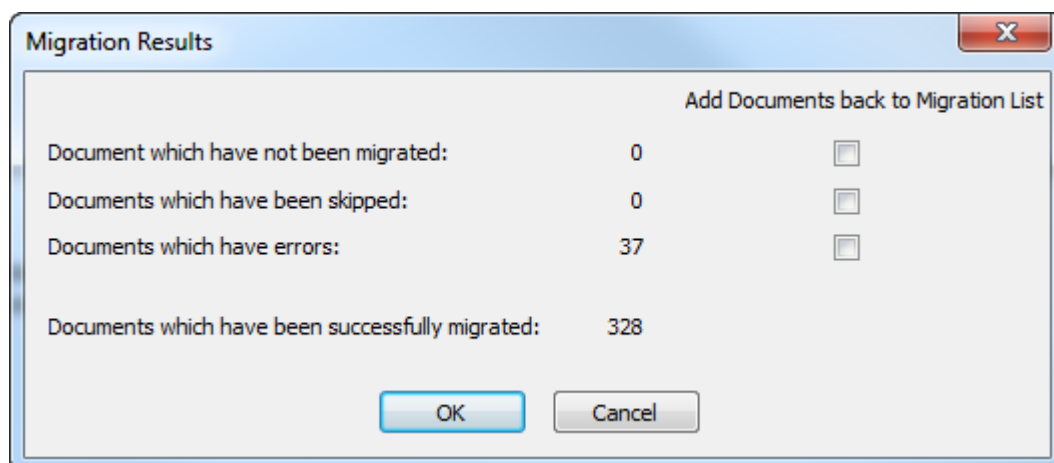 Migration Results
Add Documents back to Migration List
Document which have not been migrated: 0
Documents which have been skipped: 0
Documents which have errors: 37
Documents which have been successfully migrated: 328
OK Cancel